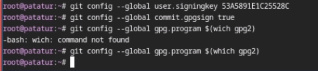 root@patatur:~# git config --global user.signingkey 53A5891E1C25528C
root@patatur:~# git config --global commit.gpgsign true
root@patatur:~# git config --global gpg.program $(wich gpg2)
-bash: wich: command not found
root@patatur:~# git config --global gpg.program $(which gpg2)
root@patatur:~#